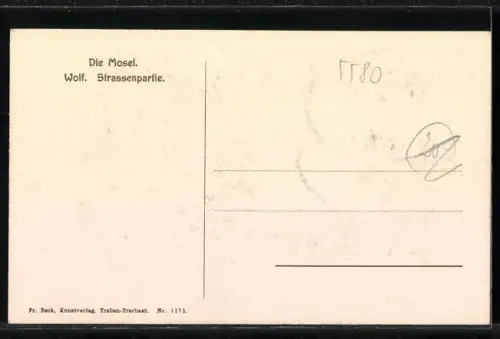 Die Mosel.
Wolf. Strassenpartie.
Fr. Beck, Kunstverlag, Traben-Trarbach. Nr. 1171.